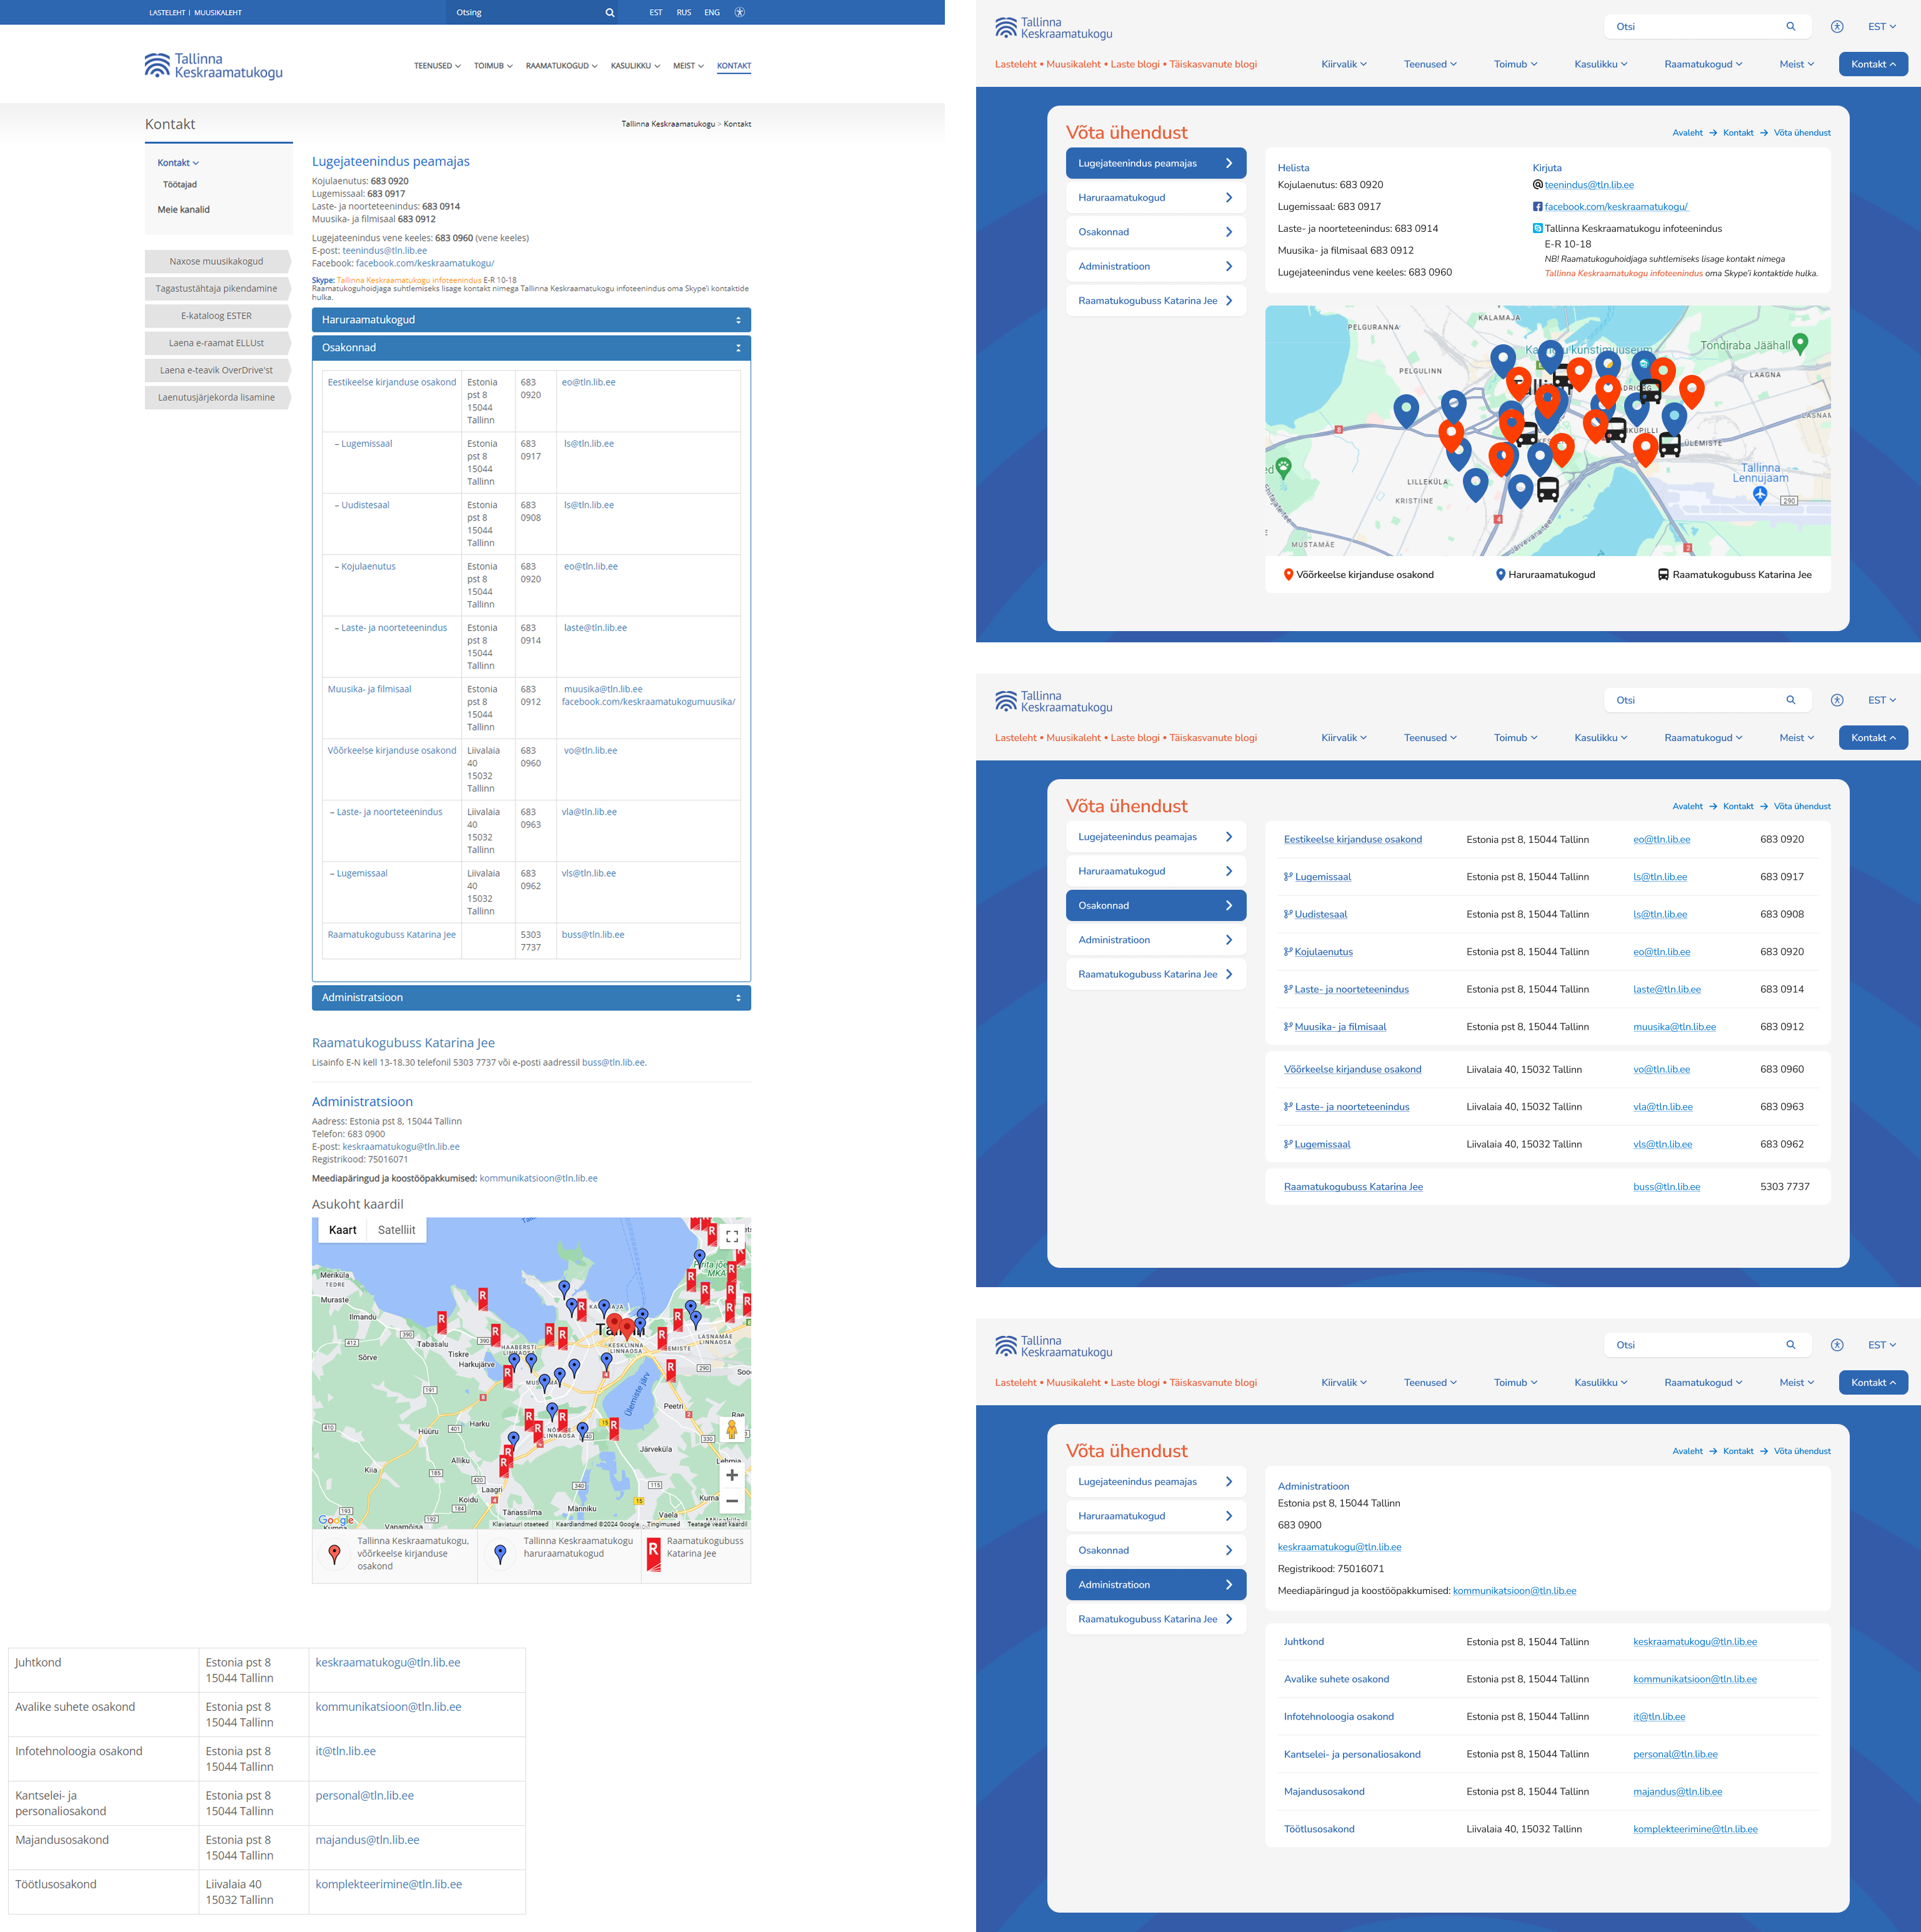 LASTELEHT | MUUSIKALEHT
Otsing
EST RUS ENG
Tallinna
Keskraamatukogu
TEENUSED TOIMUB RAAMATUKOGUD KASULIKKU MEIST KONTAKT
Kontakt
Tallinna Keskraamatukogu > Kontakt
Kontakt
Töötajad
Meie kanalid
Naxose muusikakogud
Tagastustähtaja pikendamine
E-kataloog ESTER
Laena e-raamat ELLUst
Laena e-teavik OverDrive'st
Laenutusjärjekorda lisamine
Lugejateenindus peamajas
Kojulaenutus: 683 0920
Lugemissaal: 683 0917
Laste- ja noorteteenindus: 683 0914
Muusika- ja filmisaal 683 0912
Lugejateenindus vene keeles: 683 0960 (vene keeles)
E-post: teenindus@tln.lib.ee
Facebook: facebook.com/keskraamatukogu/
Skype: Tallinna Keskraamatukogu infoteenindus E-R 10-18
Raamatukoguhoidjaga suhtlemiseks lisage kontakt nimega Tallinna Keskraamatukogu infoteenindus oma Skype'i kontaktide
hulka.
Haruraamatukogud
Osakonnad
Eestikeelse kirjanduse osakond Estonia 683 eo@tln.lib.ee
pst 8 0920
15044
Tallinn
– Lugemissaal Estonia 683 ls@tln.lib.ee
pst 8 0917
15044
Tallinn
– Uudistesaal Estonia 683 ls@tln.lib.ee
pst 8 0908
15044
Tallinn
– Kojulaenutus Estonia 683 eo@tln.lib.ee
pst 8 0920
15044
Tallinn
– Laste- ja noorteteenindus Estonia 683 laste@tln.lib.ee
pst 8 0914
15044
Tallinn
Muusika- ja filmisaal Estonia 683 muusika@tln.lib.ee
pst 8 0912 facebook.com/keskraamatukogumuusika/
15044
Tallinn
Võõrkeelse kirjanduse osakond Liivalaia 683 vo@tln.lib.ee
40 0960
15032
Tallinn
– Laste- ja noorteteenindus Liivalaia 683 vla@tln.lib.ee
40 0963
15032
Tallinn
– Lugemissaal Liivalaia 683 vls@tln.lib.ee
40 0962
15032
Tallinn
Raamatukogubuss Katarina Jee 5303 buss@tln.lib.ee
7737
Administratsioon
Raamatukogubuss Katarina Jee
Lisainfo E-N kell 13-18.30 telefonil 5303 7737 või e-posti aadressil buss@tln.lib.ee.
Administratsioon
Aadress: Estonia pst 8, 15044 Tallinn
Telefon: 683 0900
E-post: keskraamatukogu@tln.lib.ee
Registrikood: 75016071
Meediapäringud ja koostööpakkumised: kommunikatsioon@tln.lib.ee
Asukoht kaardil
Kaart Satelliit
Meriküla
TEDRE
Muraste
Ilmandu
Tabasalu
Sõrve
Tiskre
Harkujärve
Harku
Hüüru
Alliku
Kiia
Laagri
Koidu
Tänassilma
Vanamõisa
Männiku
Järveküla
Peetri
Rae
Lehmja
Vaela
Ülemiste järv
KESKLINNA
LINNAOSA
LASNAMÄE
LINNAOSA
Google
Klaviatuuri otseteed Kaardiandmed ©2024 Google Tingimused Teatage veast kaardil
Tallinna Keskraamatukogu,
võõrkeelse kirjanduse
osakond
Tallinna Keskraamatukogu
haruraamatukogud
R
Raamatukogubuss
Katarina Jee
Juhtkond Estonia pst 8 keskraamatukogu@tln.lib.ee
15044 Tallinn
Avalike suhete osakond Estonia pst 8 kommunikatsioon@tln.lib.ee
15044 Tallinn
Infotehnoloogia osakond Estonia pst 8 it@tln.lib.ee
15044 Tallinn
Kantselei- ja Estonia pst 8 personal@tln.lib.ee
personaliosakond 15044 Tallinn
Majandusosakond Estonia pst 8 majandus@tln.lib.ee
15044 Tallinn
Töötlusosakond Liivalaia 40 komplekteerimine@tln.lib.ee
15032 Tallinn
Tallinna
Keskraamatukogu
Otsi
EST
Lasteleht • Muusikaleht • Laste blogi • Täiskasvanute blogi
Kiirvalik Teenused Toimub Kasulikku Raamatukogud Meist Kontakt
Võta ühendust
Avaleht → Kontakt → Võta ühendust
Lugejateenindus peamajas
Haruraamatukogud
Osakonnad
Administratioon
Raamatukogubuss Katarina Jee
Helista
Kojulaenutus: 683 0920
Lugemissaal: 683 0917
Laste- ja noorteteenindus: 683 0914
Muusika- ja filmisaal 683 0912
Lugejateenindus vene keeles: 683 0960
Kirjuta
teenindus@tln.lib.ee
facebook.com/keskraamatukogu/
Tallinna Keskraamatukogu infoteenindus
E-R 10-18
NB! Raamatukoguhoidjaga suhtlemiseks lisage kontakt nimega
Tallinna Keskraamatukogu infoteenindus oma Skype'i kontaktide hulka.
KALAMAJA
PELGURANNA
PELGULINN
Tondiraba Jäähall
LAAGNA
ÜLEMISTE
LILLEKÜLA
KRISTIINE
Tallinna
Lennujaam
290
MUSTAMÄE
Järvevana tee
Võõrkeelse kirjanduse osakond
Haruraamatukogud
Raamatukogubuss Katarina Jee
Tallinna
Keskraamatukogu
Otsi
EST
Lasteleht • Muusikaleht • Laste blogi • Täiskasvanute blogi
Kiirvalik Teenused Toimub Kasulikku Raamatukogud Meist Kontakt
Võta ühendust
Avaleht → Kontakt → Võta ühendust
Lugejateenindus peamajas
Haruraamatukogud
Osakonnad
Administratioon
Raamatukogubuss Katarina Jee
Eestikeelse kirjanduse osakond Estonia pst 8, 15044 Tallinn eo@tln.lib.ee 683 0920
Lugemissaal Estonia pst 8, 15044 Tallinn ls@tln.lib.ee 683 0917
Uudistesaal Estonia pst 8, 15044 Tallinn ls@tln.lib.ee 683 0908
Kojulaenutus Estonia pst 8, 15044 Tallinn eo@tln.lib.ee 683 0920
Laste- ja noorteteenindus Estonia pst 8, 15044 Tallinn laste@tln.lib.ee 683 0914
Muusika- ja filmisaal Estonia pst 8, 15044 Tallinn muusika@tln.lib.ee 683 0912
Võõrkeelse kirjanduse osakond Liivalaia 40, 15032 Tallinn vo@tln.lib.ee 683 0960
Laste- ja noorteteenindus Liivalaia 40, 15032 Tallinn vla@tln.lib.ee 683 0963
Lugemissaal Liivalaia 40, 15032 Tallinn vls@tln.lib.ee 683 0962
Raamatukogubuss Katarina Jee buss@tln.lib.ee 5303 7737
Tallinna
Keskraamatukogu
Otsi
EST
Lasteleht • Muusikaleht • Laste blogi • Täiskasvanute blogi
Kiirvalik Teenused Toimub Kasulikku Raamatukogud Meist Kontakt
Võta ühendust
Avaleht → Kontakt → Võta ühendust
Lugejateenindus peamajas
Haruraamatukogud
Osakonnad
Administratioon
Raamatukogubuss Katarina Jee
Administratioon
Estonia pst 8, 15044 Tallinn
683 0900
keskraamatukogu@tln.lib.ee
Registrikood: 75016071
Meediapäringud ja koostööpakkumised: kommunikatsioon@tln.lib.ee
Juhtkond Estonia pst 8, 15044 Tallinn keskraamatukogu@tln.lib.ee
Avalike suhete osakond Estonia pst 8, 15044 Tallinn kommunikatsioon@tln.lib.ee
Infotehnoloogia osakond Estonia pst 8, 15044 Tallinn it@tln.lib.ee
Kantselei- ja personaliosakond Estonia pst 8, 15044 Tallinn personal@tln.lib.ee
Majandusosakond Estonia pst 8, 15044 Tallinn majandus@tln.lib.ee
Töötlusosakond Liivalaia 40, 15032 Tallinn komplekteerimine@tln.lib.ee